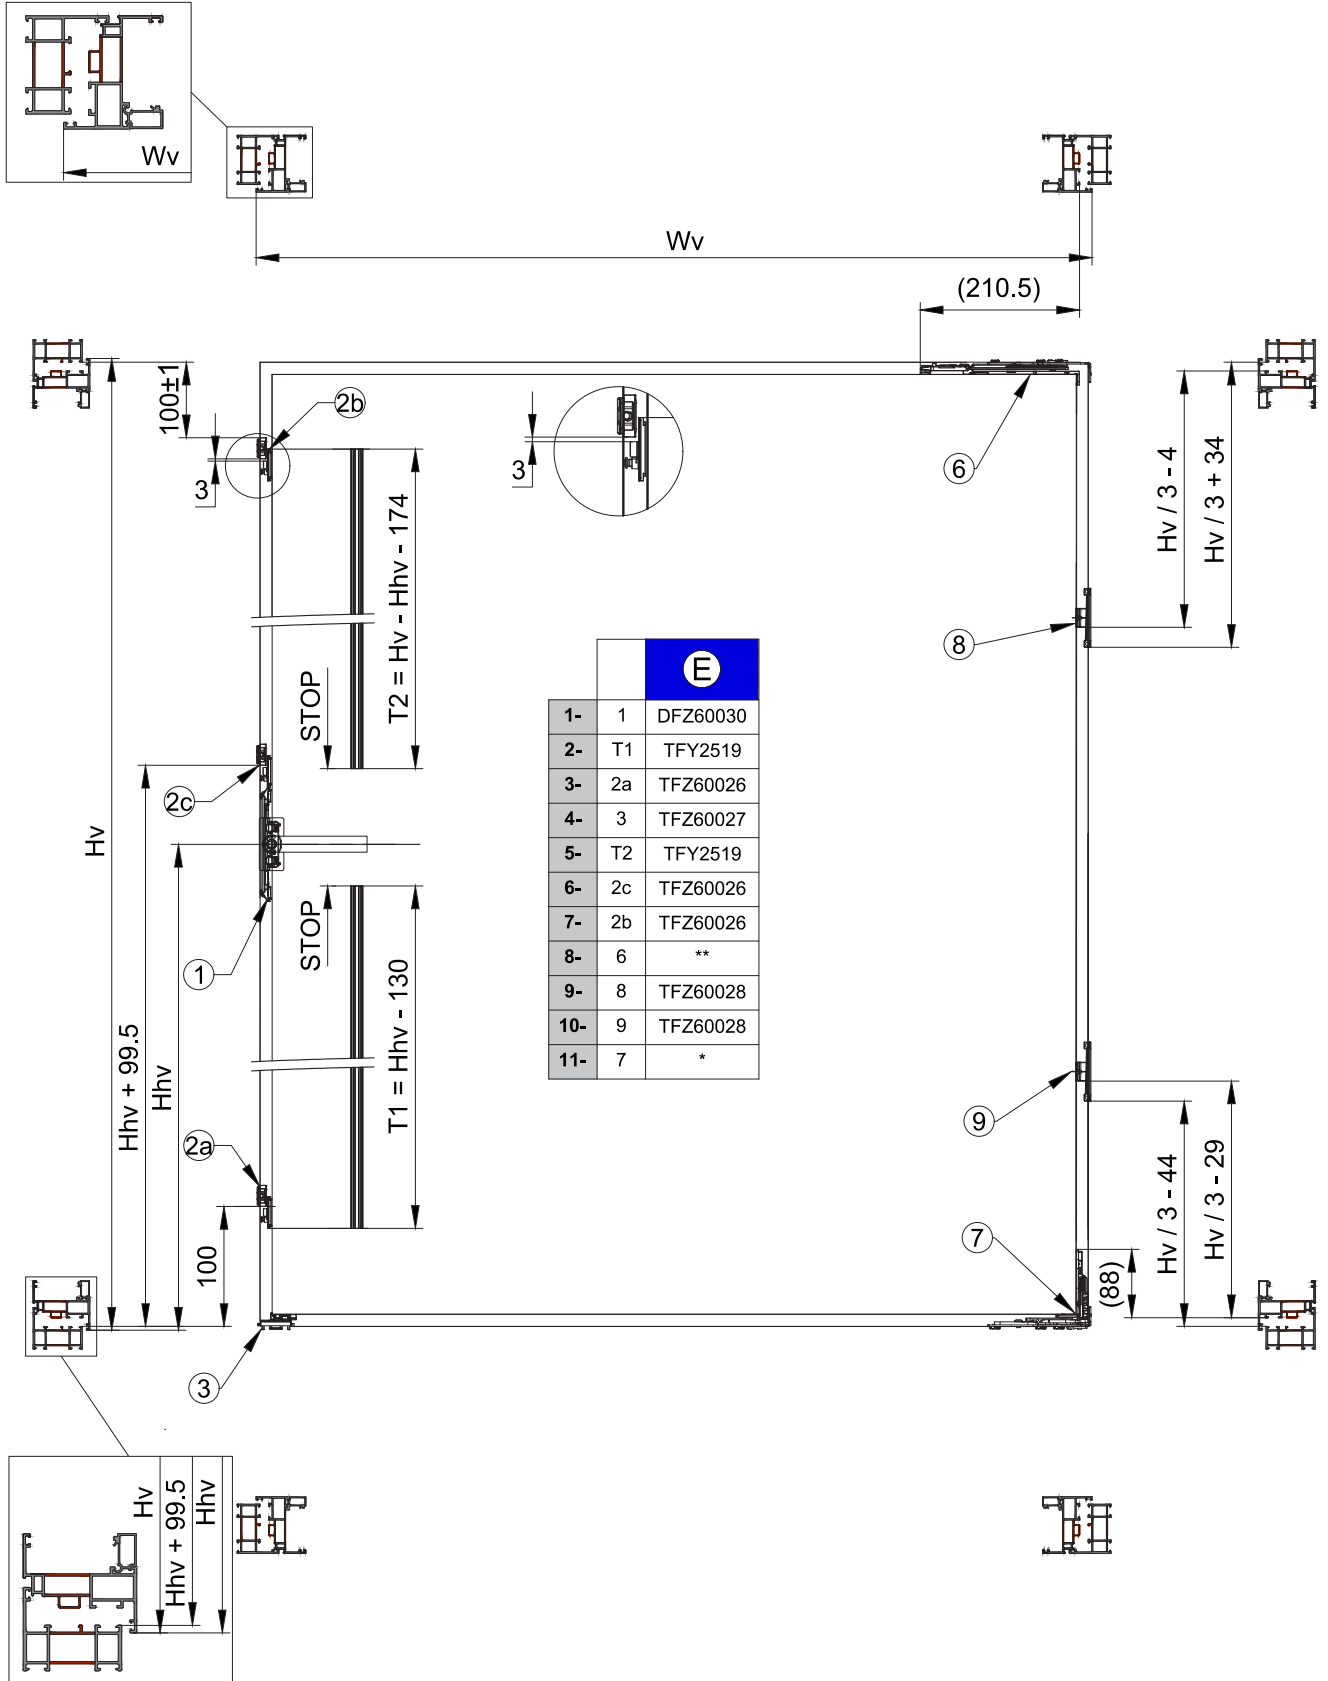 Wv
Wv
(210.5)
100±1
2b
3
3
6
Hv / 3 - 4
Hv / 3 + 34
T2 = Hv - Hhv - 174
8
STOP
E
1- 1 DFZ60030
2- T1 TFY2519
3- 2a TFZ60026
4- 3 TFZ60027
5- T2 TFY2519
6- 2c TFZ60026
7- 2b TFZ60026
8- 6 **
9- 8 TFZ60028
10- 9 TFZ60028
11- 7 *
2c
Hv
STOP
1
T1 = Hhv - 130
Hhv + 99.5
Hhv
9
2a
Hv / 3 - 44
Hv / 3 - 29
100
7
(88)
3
Hv
Hhv + 99.5
Hhv